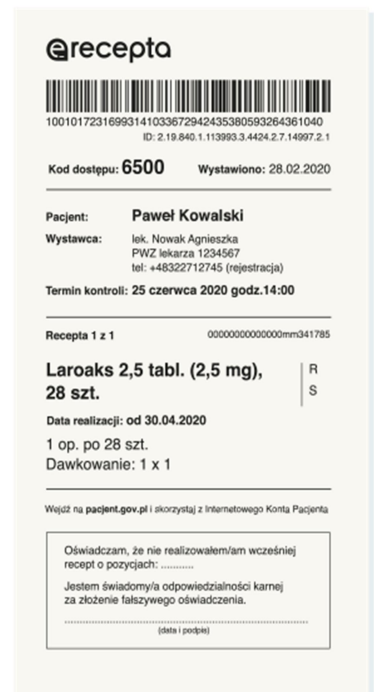 erecepta
10010172316993141033672942435380593264361040
ID: 2.19.840.1.113993.3.4424.2.7.14997.2.1
Kod dostępu: 6500 Wystawiono: 28.02.2020
Pacjent: Paweł Kowalski
Wystawca: lek. Nowak Agnieszka
PWZ lekarza 1234567
tel: +48322712745 (rejestracja)
Termin kontroli: 25 czerwca 2020 godz.14:00
Recepta 1 z 1 00000000000000mm341785
Laroaks 2,5 tabl. (2,5 mg), R
28 szt. S
Data realizacji: od 30.04.2020
1 op. po 28 szt.
Dawkowanie: 1 x 1
Wejdź na pacjent.gov.pl i skorzystaj z Internetowego Konta Pacjenta
Oświadczam, że nie realizowałem/am wcześniej
recept o pozycjach: ...........
Jestem świadomy/a odpowiedzialności karnej
za złożenie fałszywego oświadczenia.
(data i podpis)